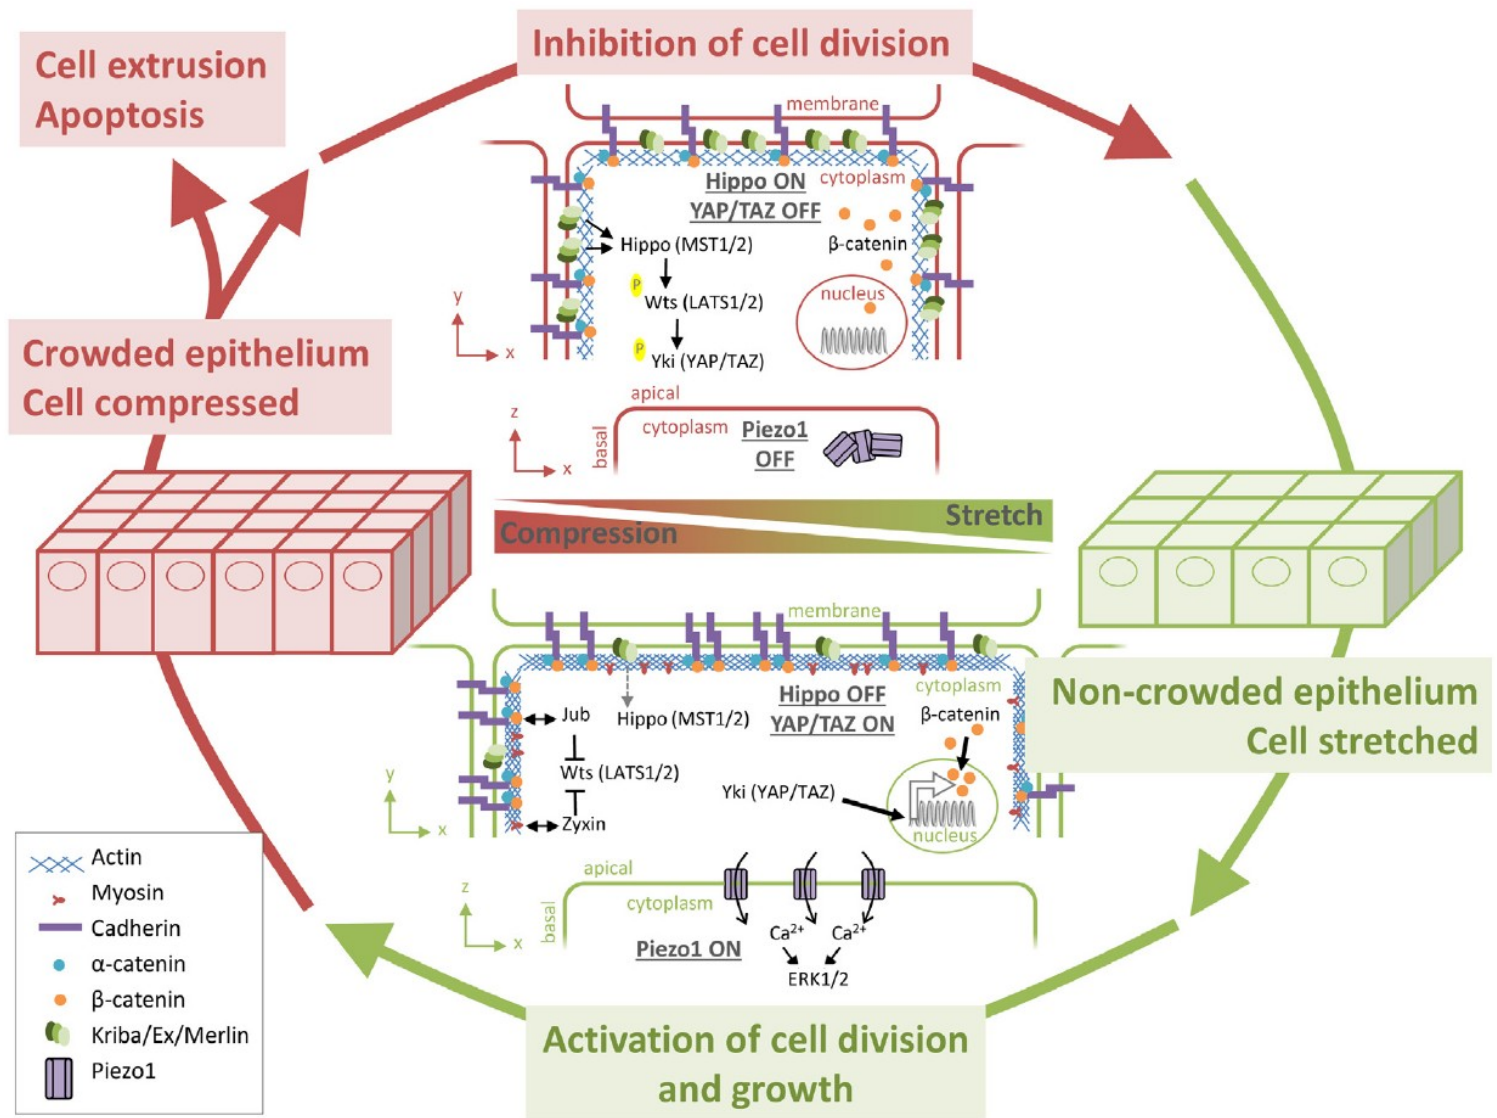 Cell extrusion
Apoptosis
Inhibition of cell division
membrane
Hippo ON
cytoplasm
YAP/TAZ OFF
Hippo (MST1/2)
β-catenin
P
Wts (LATS1/2)
nucleus
P
Yki (YAP/TAZ)
y
x
Crowded epithelium
Cell compressed
apical
z
cytoplasm
Piezo1
OFF
basal
x
Compression
Stretch
membrane
Hippo OFF
cytoplasm
YAP/TAZ ON
Jub
Hippo (MST1/2)
β-catenin
Wts (LATS1/2)
Yki (YAP/TAZ)
Zyxin
nucleus
y
x
Non-crowded epithelium
Cell stretched
apical
z
cytoplasm
basal
x
Piezo1 ON
Ca²⁺
Ca²⁺
ERK1/2
Actin
Myosin
Cadherin
α-catenin
β-catenin
Kriba/Ex/Merlin
Piezo1
Activation of cell division
and growth